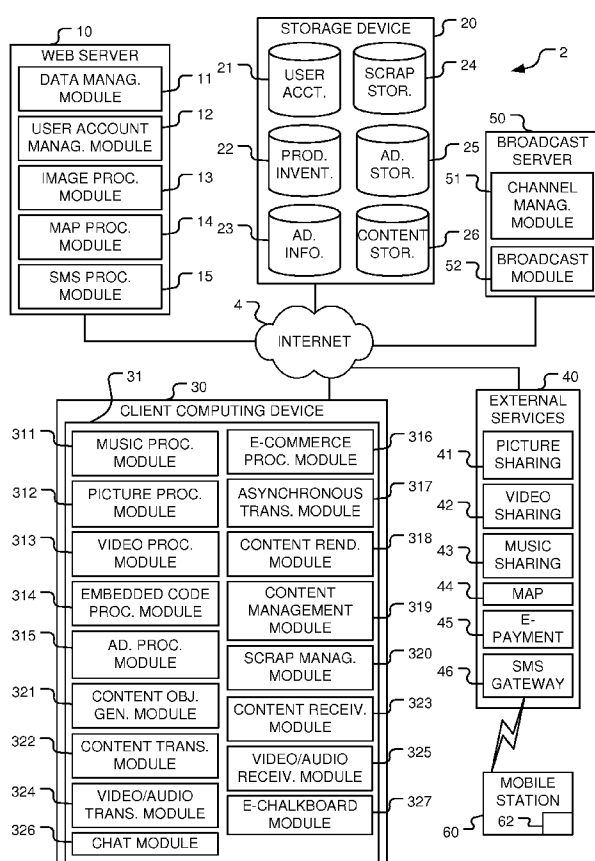 10
WEB SERVER
DATA MANAG.
MODULE
11
USER ACCOUNT
MANAG. MODULE
12
IMAGE PROC.
MODULE
13
MAP PROC.
MODULE
14
SMS PROC.
MODULE
15
STORAGE DEVICE
20
21
USER
ACCT.
SCRAP
STOR.
24
22
PROD.
INVENT.
AD.
STOR.
25
23
AD.
INFO.
CONTENT
STOR.
26
2
50
BROADCAST
SERVER
51
CHANNEL
MANAG.
MODULE
52
BROADCAST
MODULE
4
INTERNET
31
30
CLIENT COMPUTING DEVICE
311
MUSIC PROC.
MODULE
E-COMMERCE
PROC. MODULE
316
312
PICTURE PROC.
MODULE
ASYNCHRONOUS
TRANS. MODULE
317
313
VIDEO PROC.
MODULE
CONTENT REND.
MODULE
318
314
EMBEDDED CODE
PROC. MODULE
CONTENT
MANAGEMENT
MODULE
319
315
AD. PROC.
MODULE
SCRAP MANAG.
MODULE
320
321
CONTENT OBJ.
GEN. MODULE
CONTENT RECEIV.
MODULE
323
322
CONTENT TRANS.
MODULE
VIDEO/AUDIO
RECEIV. MODULE
325
324
VIDEO/AUDIO
TRANS. MODULE
E-CHALKBOARD
MODULE
327
326
CHAT MODULE
40
EXTERNAL
SERVICES
41
PICTURE
SHARING
42
VIDEO
SHARING
43
MUSIC
SHARING
44
MAP
45
E-
PAYMENT
46
SMS
GATEWAY
MOBILE
STATION
60
62